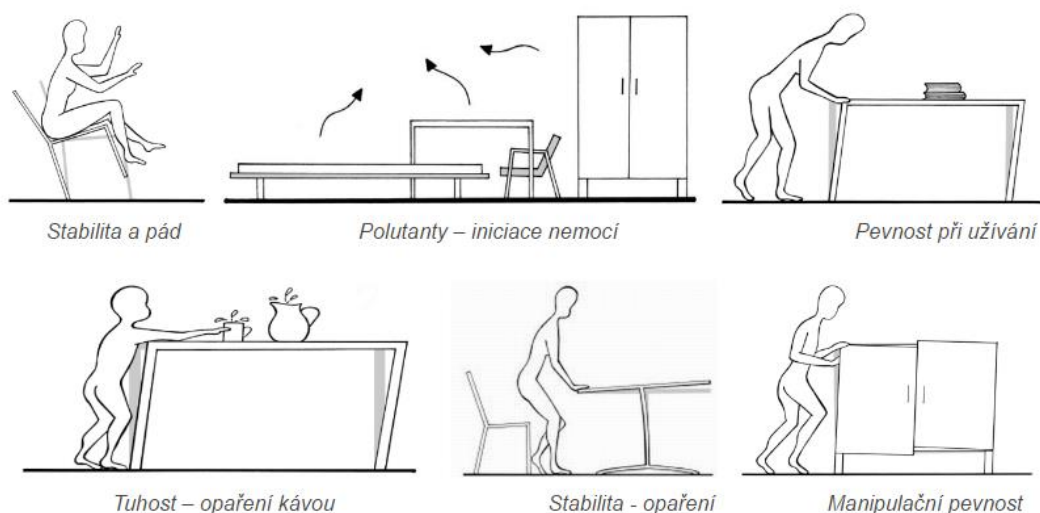 Stabilita a pád
Polutanty – iniciace nemocí
Pevnost při užívání
Tuhost – opaření kávou
Stabilita - opaření
Manipulační pevnost